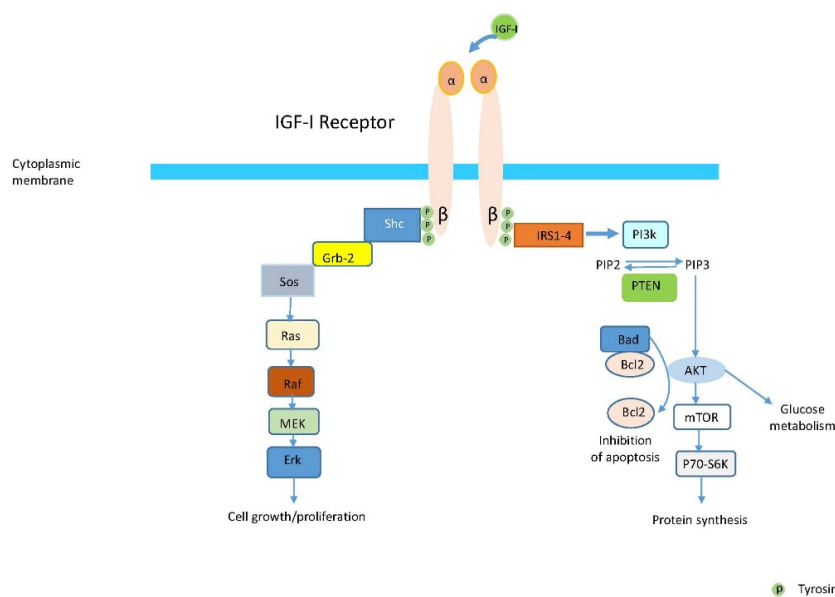 IGF-I
α
α
IGF-I Receptor
Cytoplasmic
membrane
β
β
P
P
P
P
P
P
Shc
IRS1-4
PI3k
Grb-2
PIP2
PIP3
Sos
PTEN
Ras
Bad
Bcl2
AKT
Raf
Bcl2
mTOR
Glucose
metabolism
MEK
Inhibition
of apoptosis
Erk
P70-S6K
Cell growth/proliferation
Protein synthesis
P Tyrosir